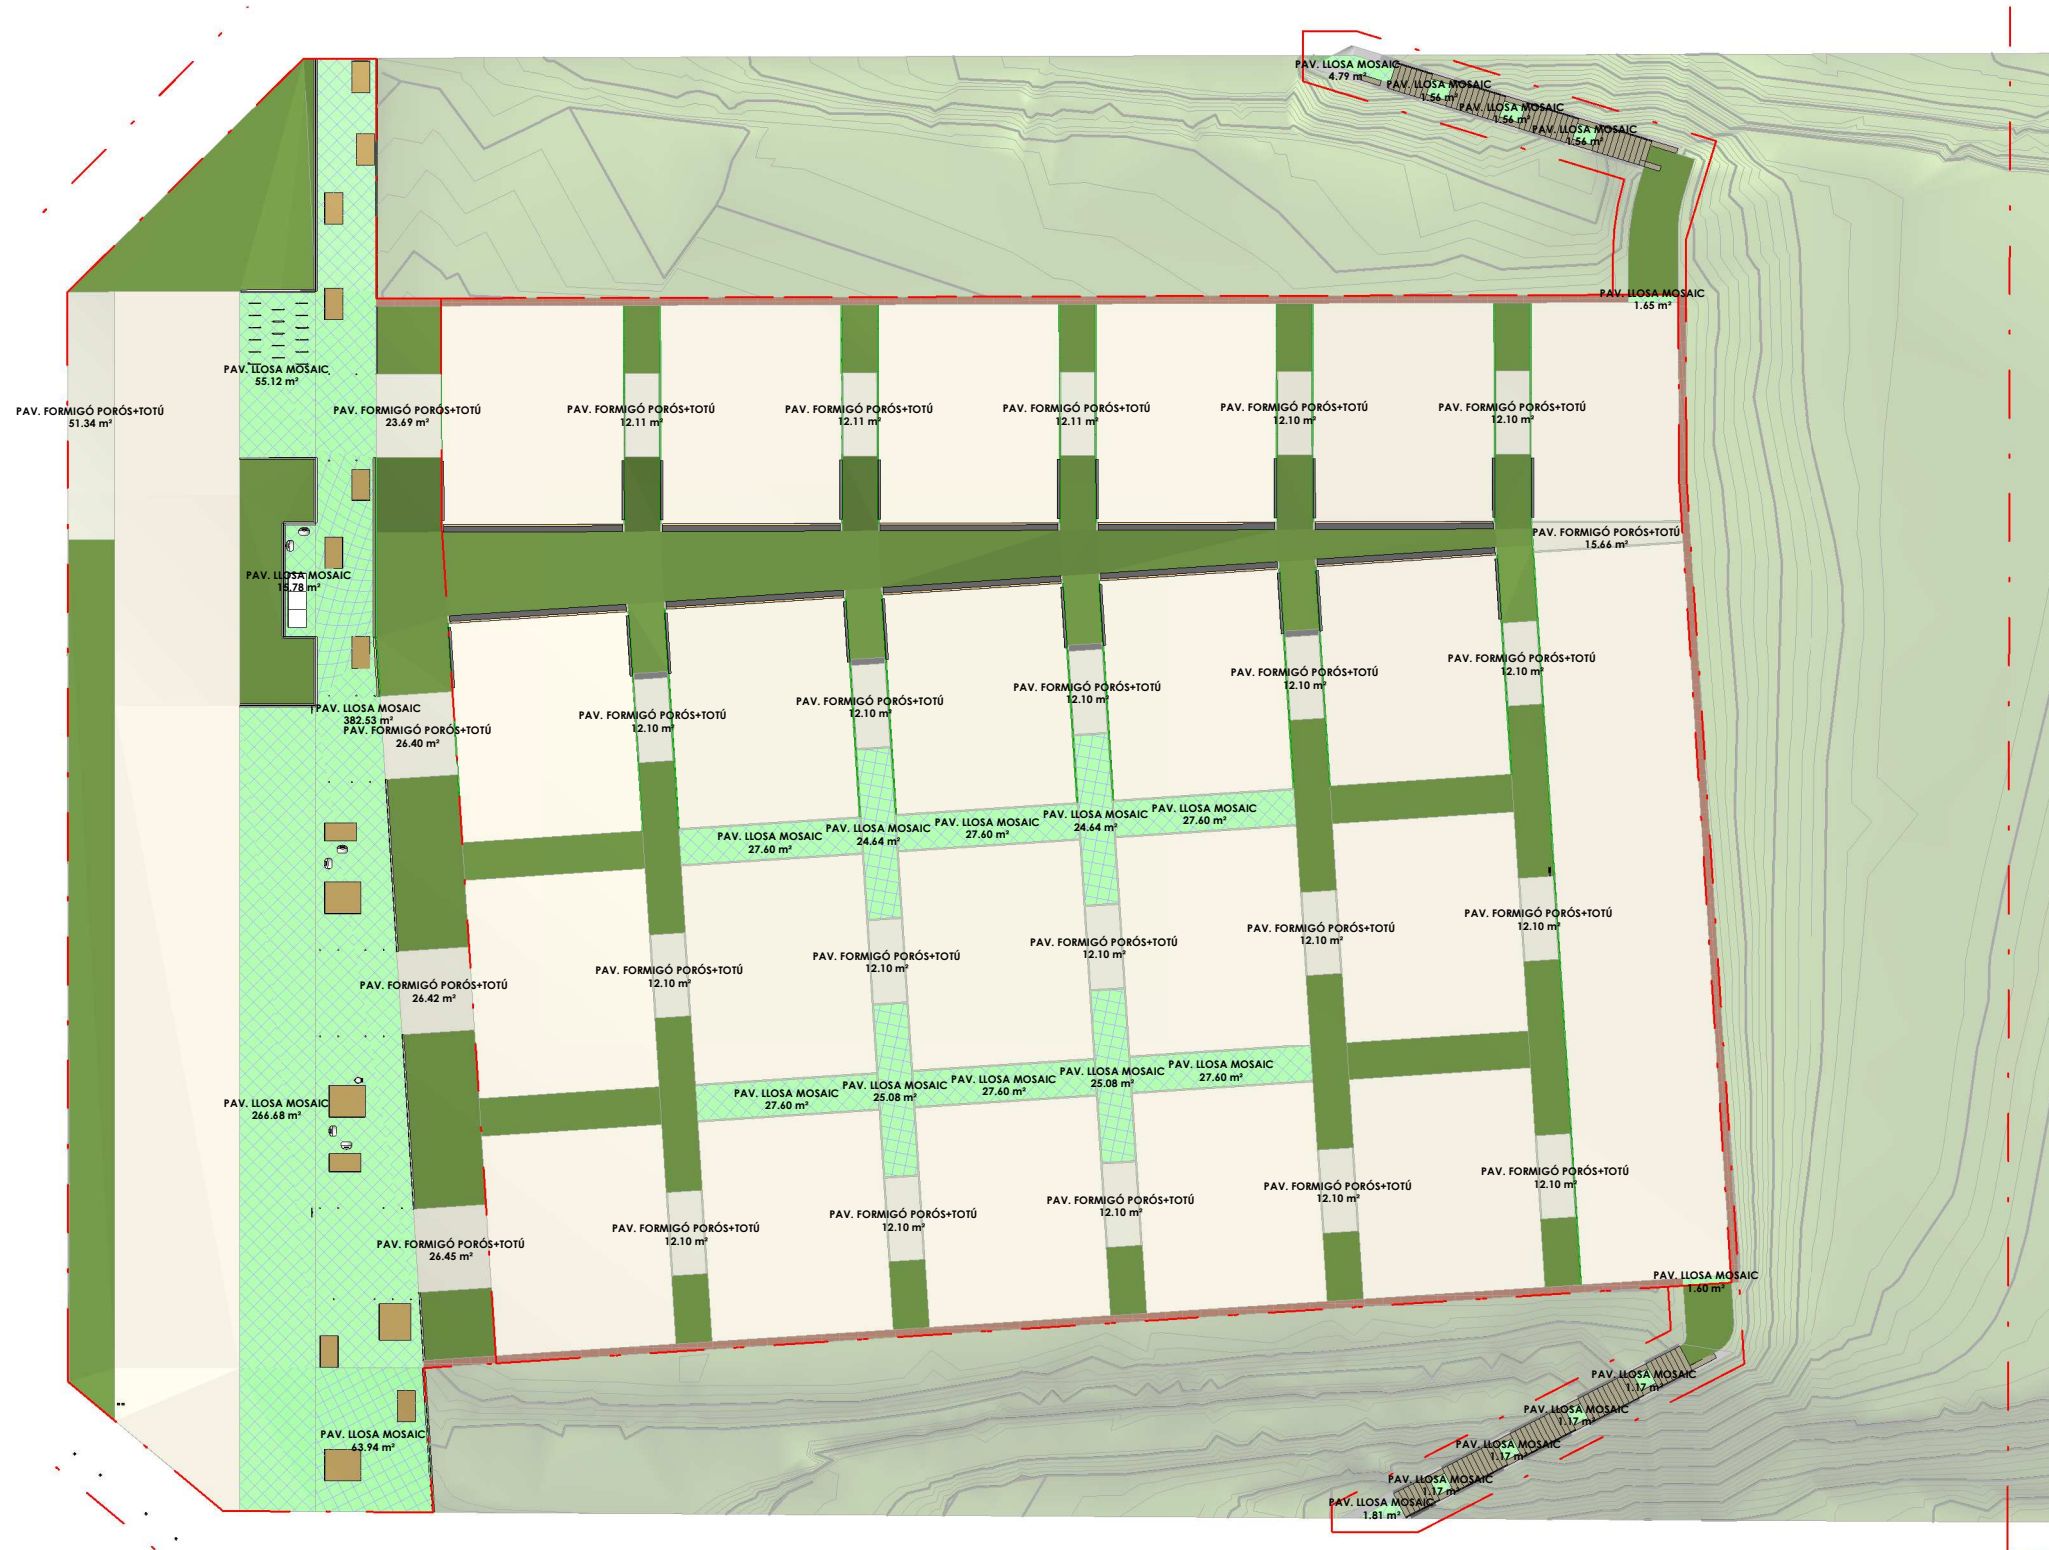 PAV. LLOSA MOSAIC
4.79 m²
PAV. LLOSA MOSAIC
1.56 m²
PAV. LLOSA MOSAIC
1.56 m²
PAV. LLOSA MOSAIC
1.56 m²
PAV. LLOSA MOSAIC
1.65 m²
PAV. LLOSA MOSAIC
55.12 m²
PAV. FORMIGÓ PORÓS+TOTÚ
51.34 m²
PAV. FORMIGÓ PORÓS+TOTÚ
23.69 m²
PAV. FORMIGÓ PORÓS+TOTÚ
12.11 m²
PAV. FORMIGÓ PORÓS+TOTÚ
12.11 m²
PAV. FORMIGÓ PORÓS+TOTÚ
12.11 m²
PAV. FORMIGÓ PORÓS+TOTÚ
12.10 m²
PAV. FORMIGÓ PORÓS+TOTÚ
12.10 m²
PAV. FORMIGÓ PORÓS+TOTÚ
15.66 m²
PAV. LLOSA MOSAIC
15.78 m²
PAV. LLOSA MOSAIC
382.53 m²
PAV. FORMIGÓ PORÓS+TOTÚ
26.40 m²
PAV. FORMIGÓ PORÓS+TOTÚ
12.10 m²
PAV. FORMIGÓ PORÓS+TOTÚ
12.10 m²
PAV. FORMIGÓ PORÓS+TOTÚ
12.10 m²
PAV. FORMIGÓ PORÓS+TOTÚ
12.10 m²
PAV. FORMIGÓ PORÓS+TOTÚ
12.10 m²
PAV. LLOSA MOSAIC
27.60 m²
PAV. LLOSA MOSAIC
24.64 m²
PAV. LLOSA MOSAIC
27.60 m²
PAV. LLOSA MOSAIC
24.64 m²
PAV. LLOSA MOSAIC
27.60 m²
PAV. FORMIGÓ PORÓS+TOTÚ
26.42 m²
PAV. FORMIGÓ PORÓS+TOTÚ
12.10 m²
PAV. FORMIGÓ PORÓS+TOTÚ
12.10 m²
PAV. FORMIGÓ PORÓS+TOTÚ
12.10 m²
PAV. FORMIGÓ PORÓS+TOTÚ
12.10 m²
PAV. FORMIGÓ PORÓS+TOTÚ
12.10 m²
PAV. LLOSA MOSAIC
266.68 m²
PAV. LLOSA MOSAIC
27.60 m²
PAV. LLOSA MOSAIC
25.08 m²
PAV. LLOSA MOSAIC
27.60 m²
PAV. LLOSA MOSAIC
25.08 m²
PAV. LLOSA MOSAIC
27.60 m²
PAV. FORMIGÓ PORÓS+TOTÚ
26.45 m²
PAV. FORMIGÓ PORÓS+TOTÚ
12.10 m²
PAV. FORMIGÓ PORÓS+TOTÚ
12.10 m²
PAV. FORMIGÓ PORÓS+TOTÚ
12.10 m²
PAV. FORMIGÓ PORÓS+TOTÚ
12.10 m²
PAV. FORMIGÓ PORÓS+TOTÚ
12.10 m²
PAV. LLOSA MOSAIC
1.60 m²
PAV. LLOSA MOSAIC
1.17 m²
PAV. LLOSA MOSAIC
1.17 m²
PAV. LLOSA MOSAIC
1.17 m²
PAV. LLOSA MOSAIC
1.17 m²
PAV. LLOSA MOSAIC
1.81 m²
PAV. LLOSA MOSAIC
63.94 m²